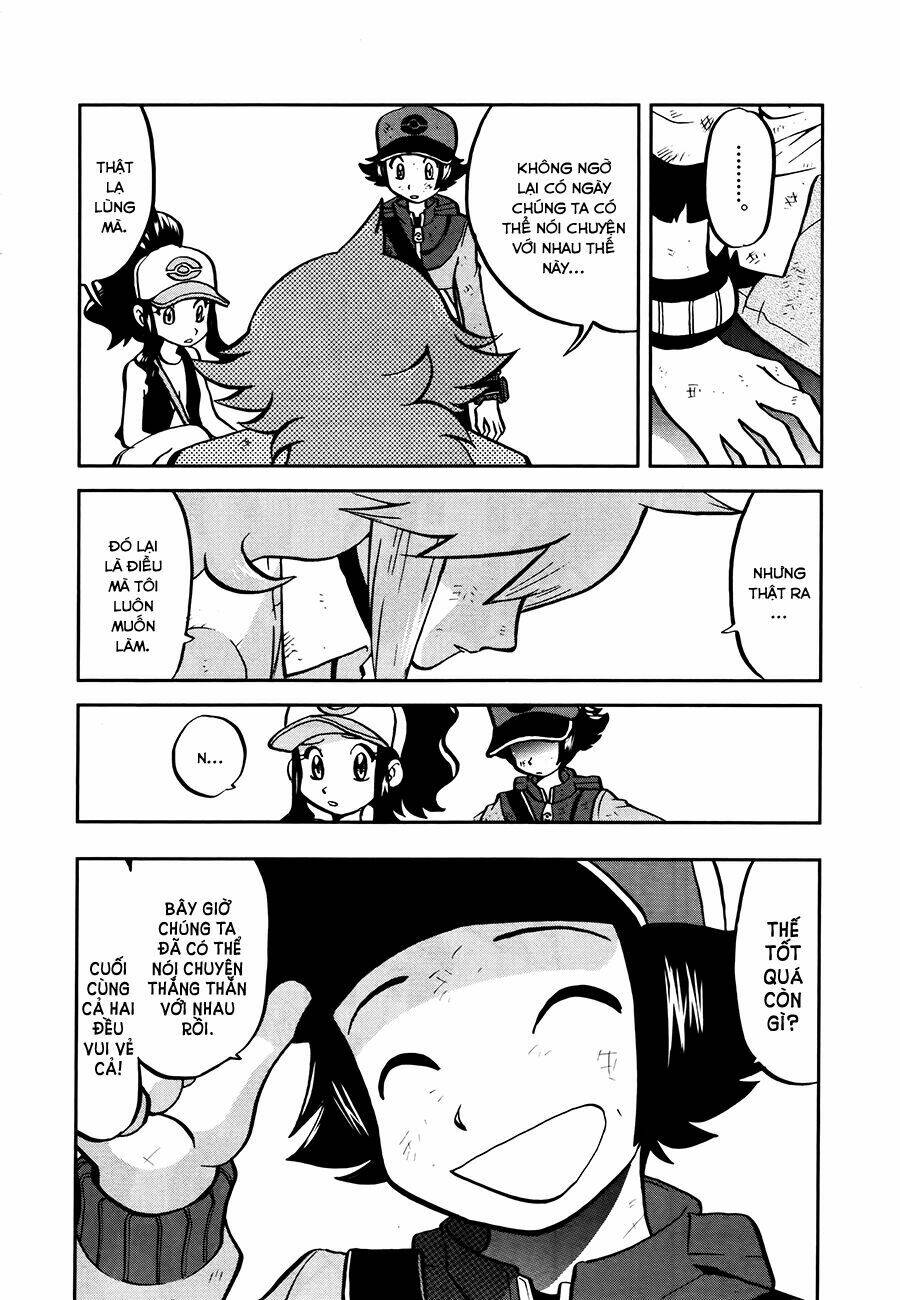 .......。
KHÔNG NGỜ
LẠI CÓ NGÀY
CHÚNG TA CÓ
THỂ NÓI CHUYỆN
VỚI NHAU THẾ
NÀY...
THẬT
LẠ
LÙNG
MÀ.
NHƯNG
THẬT RA
...
ĐÓ LẠI
LÀ ĐIỀU
MÀ TÔI
LUÔN
MUỐN
LÀM.
N...
THẾ
TỐT
QUÁ
CÒN
GÌ?
BÂY GIỜ
CHÚNG TA
ĐÃ CÓ THỂ
NÓI CHUYỆN
THẲNG THẮN
VỚI NHAU
RỒI.
CUỐI
CÙNG
CẢ HAI
ĐỀU
VUI VẺ
CẢ!